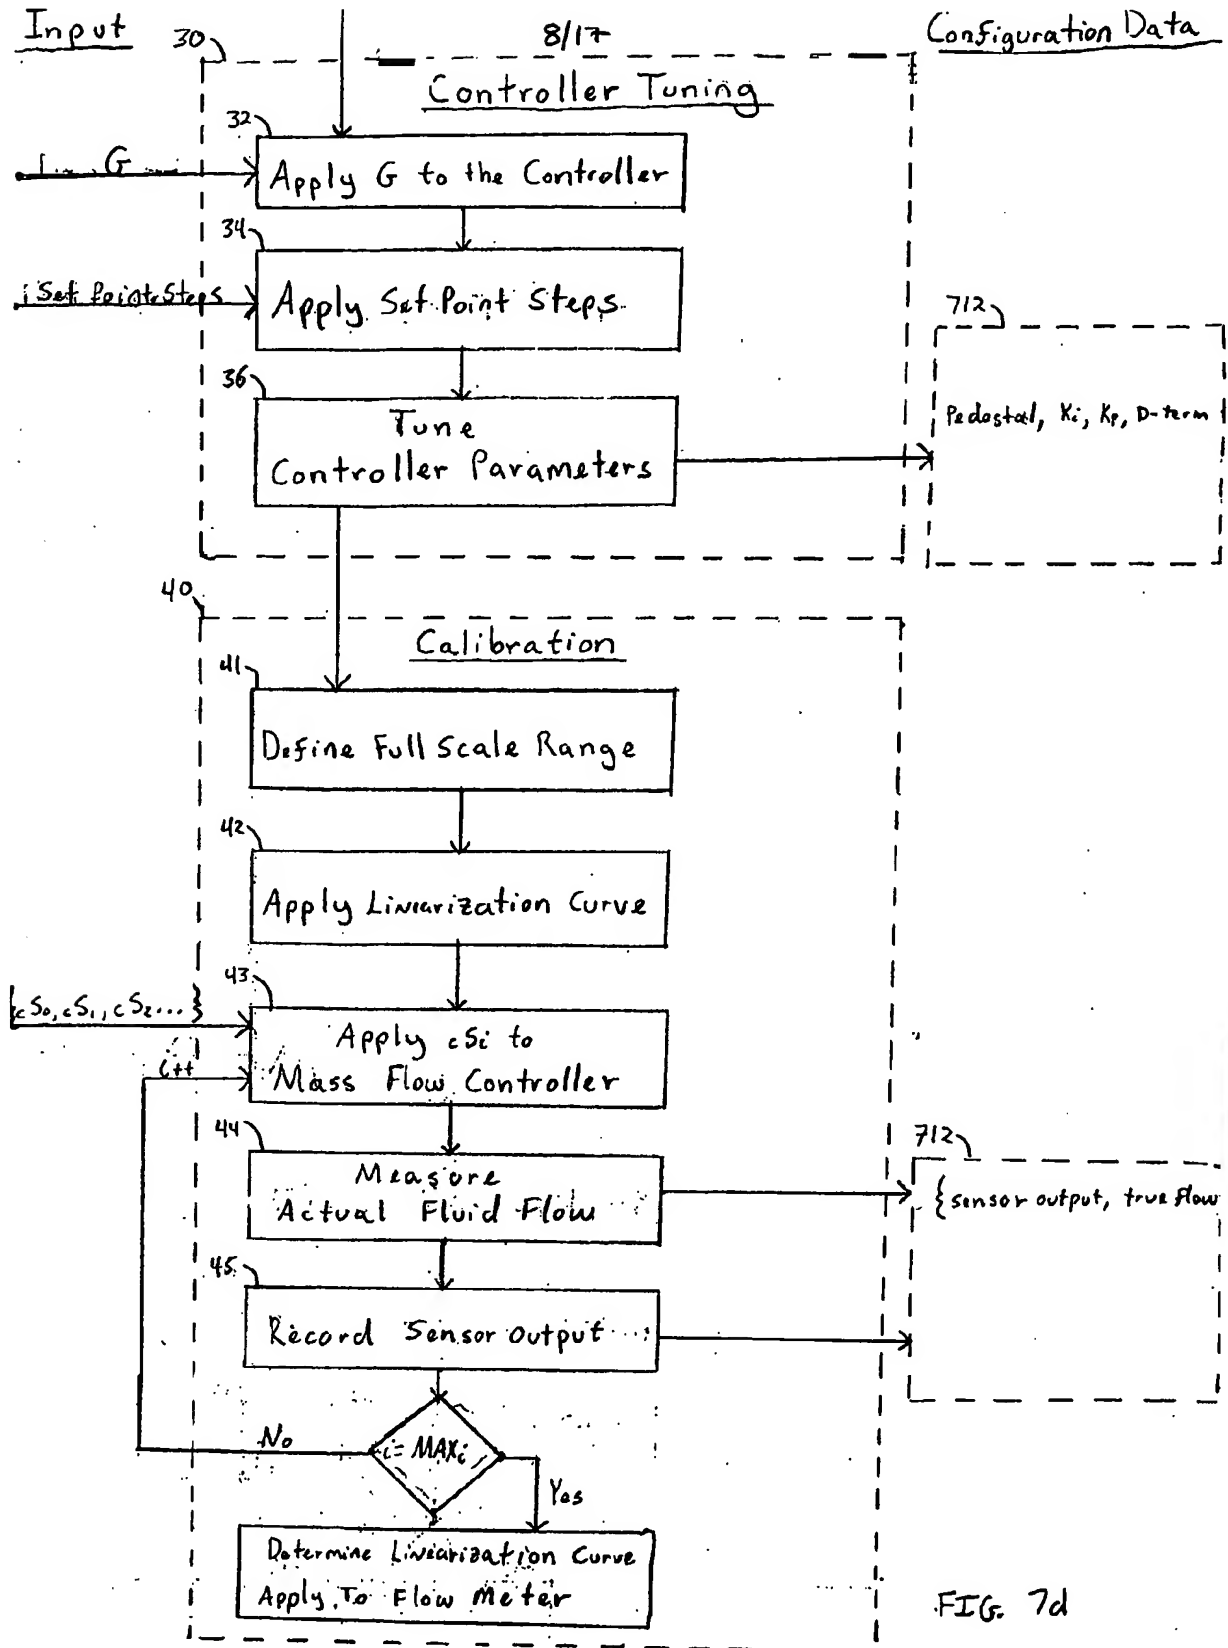 Input
8/17
Configuration Data
30
Controller Tuning
32
G
Apply G to the Controller
34
Set Point Steps
Apply Set Point Steps
712
36
Tune
Controller Parameters
Pedestal, Ki, Kp, D-term
40
Calibration
41
Define Full Scale Range
42
Apply Linearization Curve
43
{cS0, cS1, cS2...}
Apply cSi to
Mass Flow Controller
i++
44
Measure
Actual Fluid Flow
712
{sensor output, true flow
45
Record Sensor Output
No
i=MAXi
Yes
Determine Linearization Curve
Apply To Flow Meter
FIG. 7d